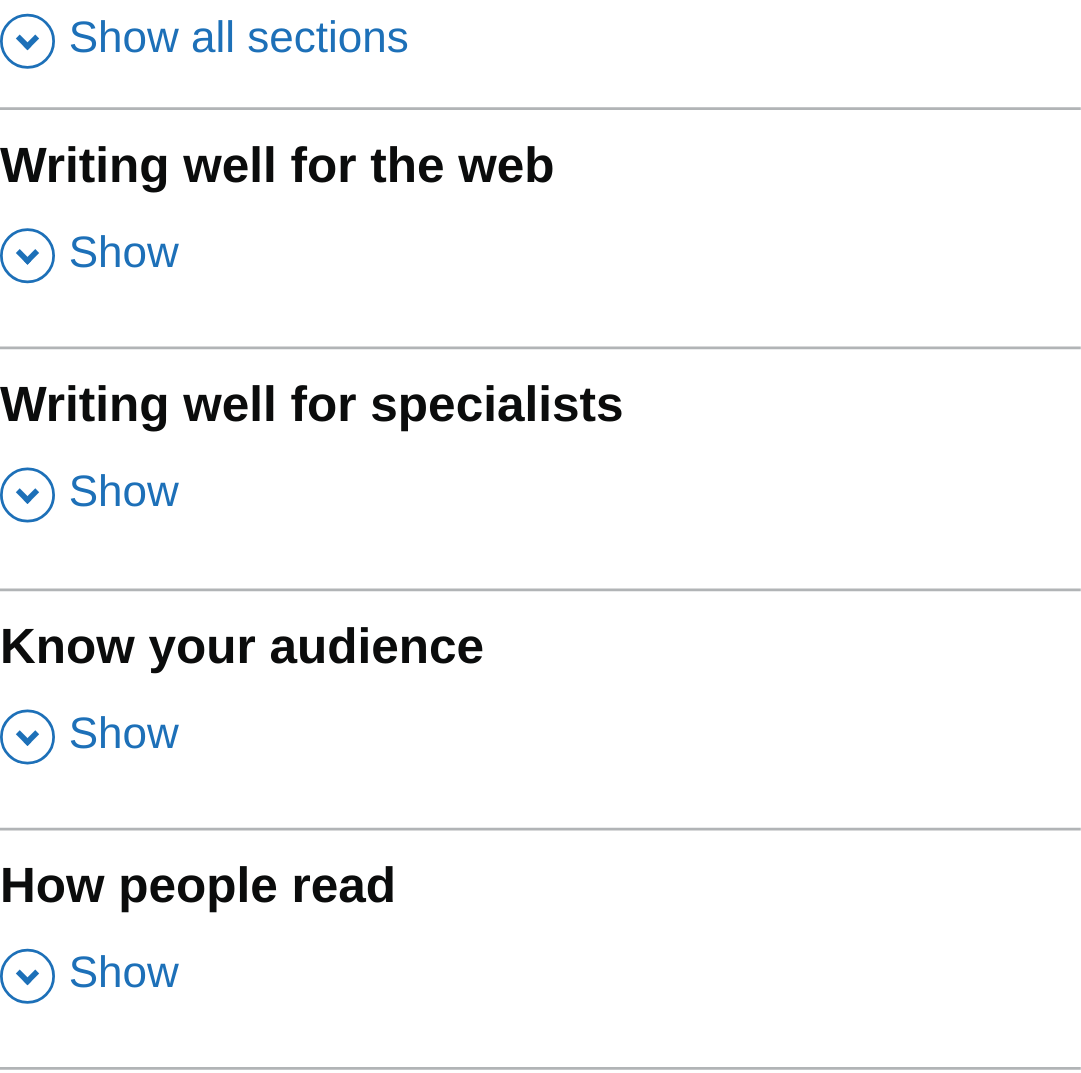 Show all sections
Writing well for the web
Show
Writing well for specialists
Show
Know your audience
Show
How people read
Show